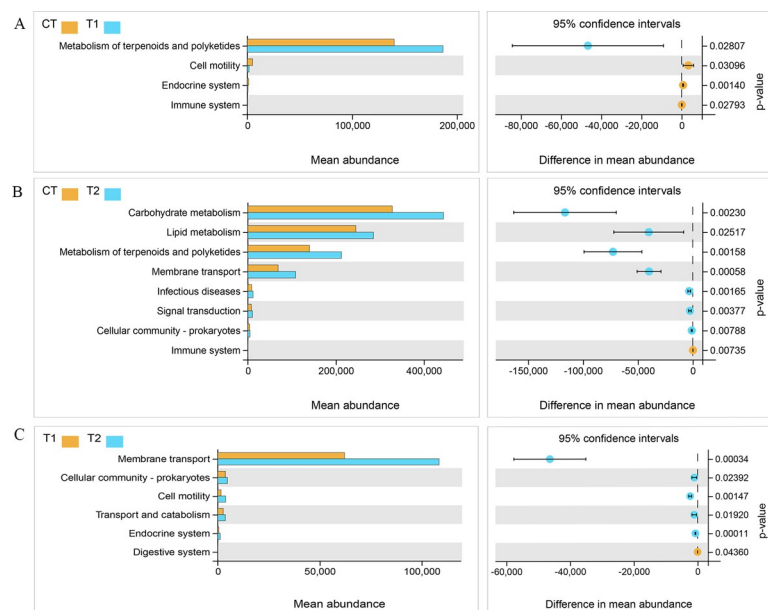 A
CT T1
95% confidence intervals
Metabolism of terpenoids and polyketides
Cell motility
Endocrine system
Immune system
0.02807
0.03096
0.00140
0.02793
p-value
0 100,000 200,000
-80,000 -60,000 -40,000 -20,000 0
Mean abundance
Difference in mean abundance
B
CT T2
95% confidence intervals
Carbohydrate metabolism
Lipid metabolism
Metabolism of terpenoids and polyketides
Membrane transport
Infectious diseases
Signal transduction
Cellular community - prokaryotes
Immune system
0.00230
0.02517
0.00158
0.00058
0.00165
0.00377
0.00788
0.00735
p-value
0 200,000 400,000
-150,000 -100,000 -50,000 0
Mean abundance
Difference in mean abundance
C
T1 T2
95% confidence intervals
Membrane transport
Cellular community - prokaryotes
Cell motility
Transport and catabolism
Endocrine system
Digestive system
0.00034
0.02392
0.00147
0.01920
0.00011
0.04360
p-value
0 50,000 100,000
-60,000 -40,000 -20,000 0
Mean abundance
Difference in mean abundance